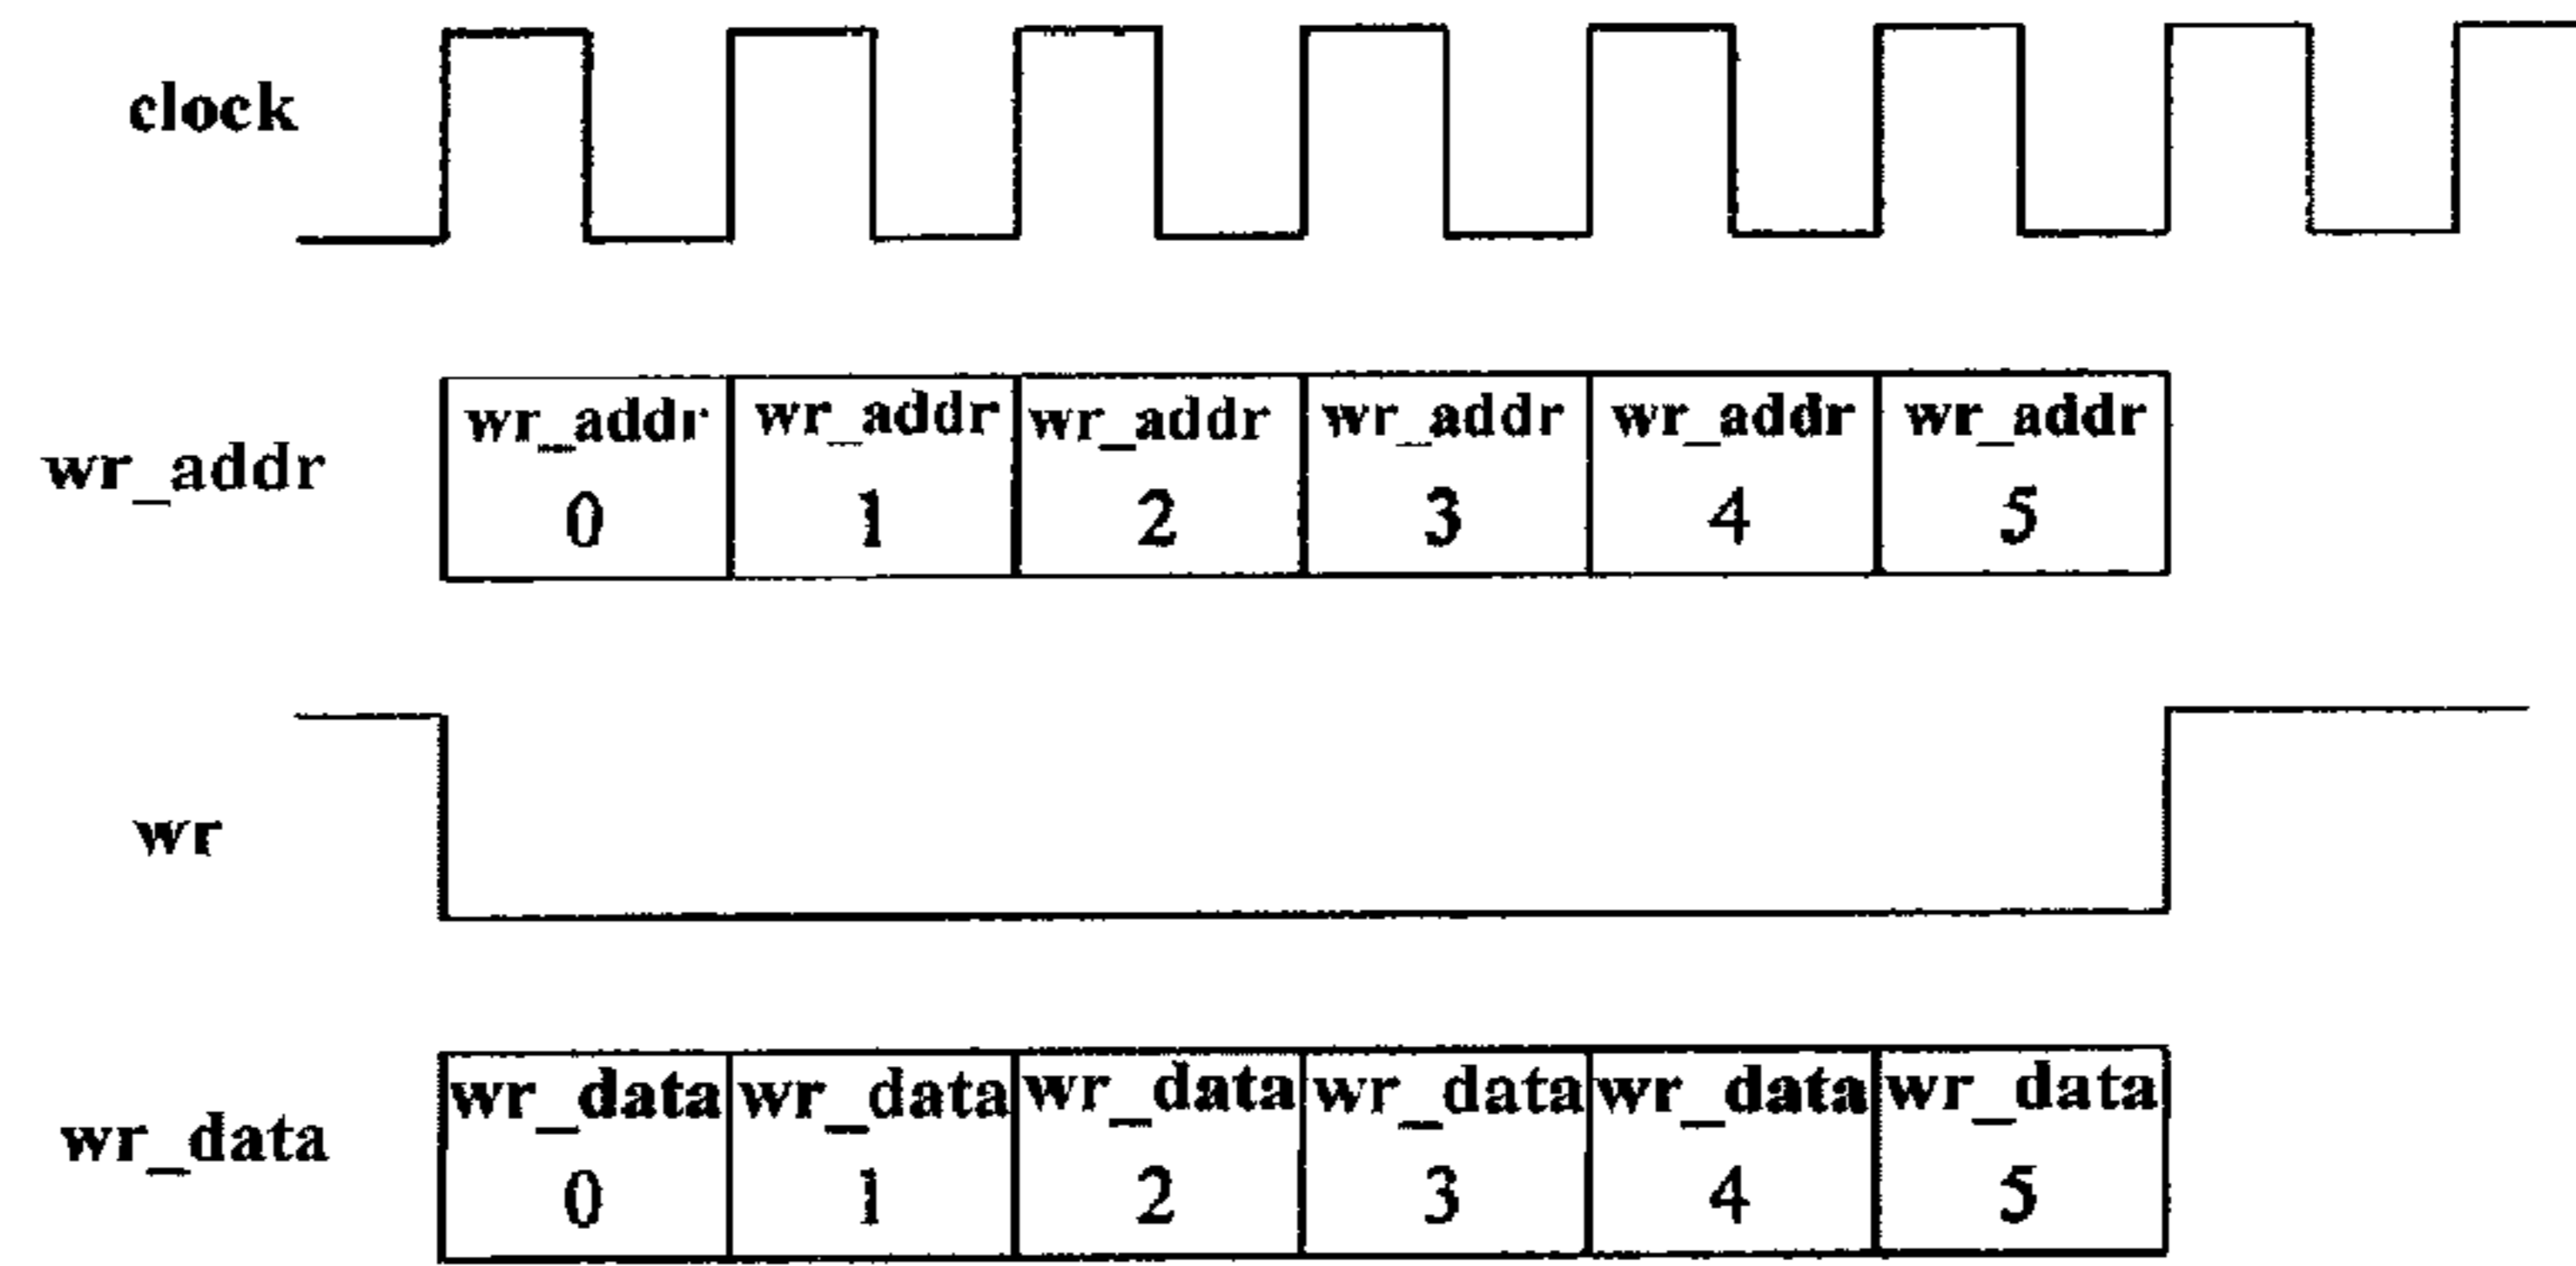 clock
wr_addr
wr_addr wr_addr wr_addr wr_addr wr_addr wr_addr
0 1 2 3 4 5
wr
wr_data
wr_data wr_data wr_data wr_data wr_data wr_data
0 1 2 3 4 5